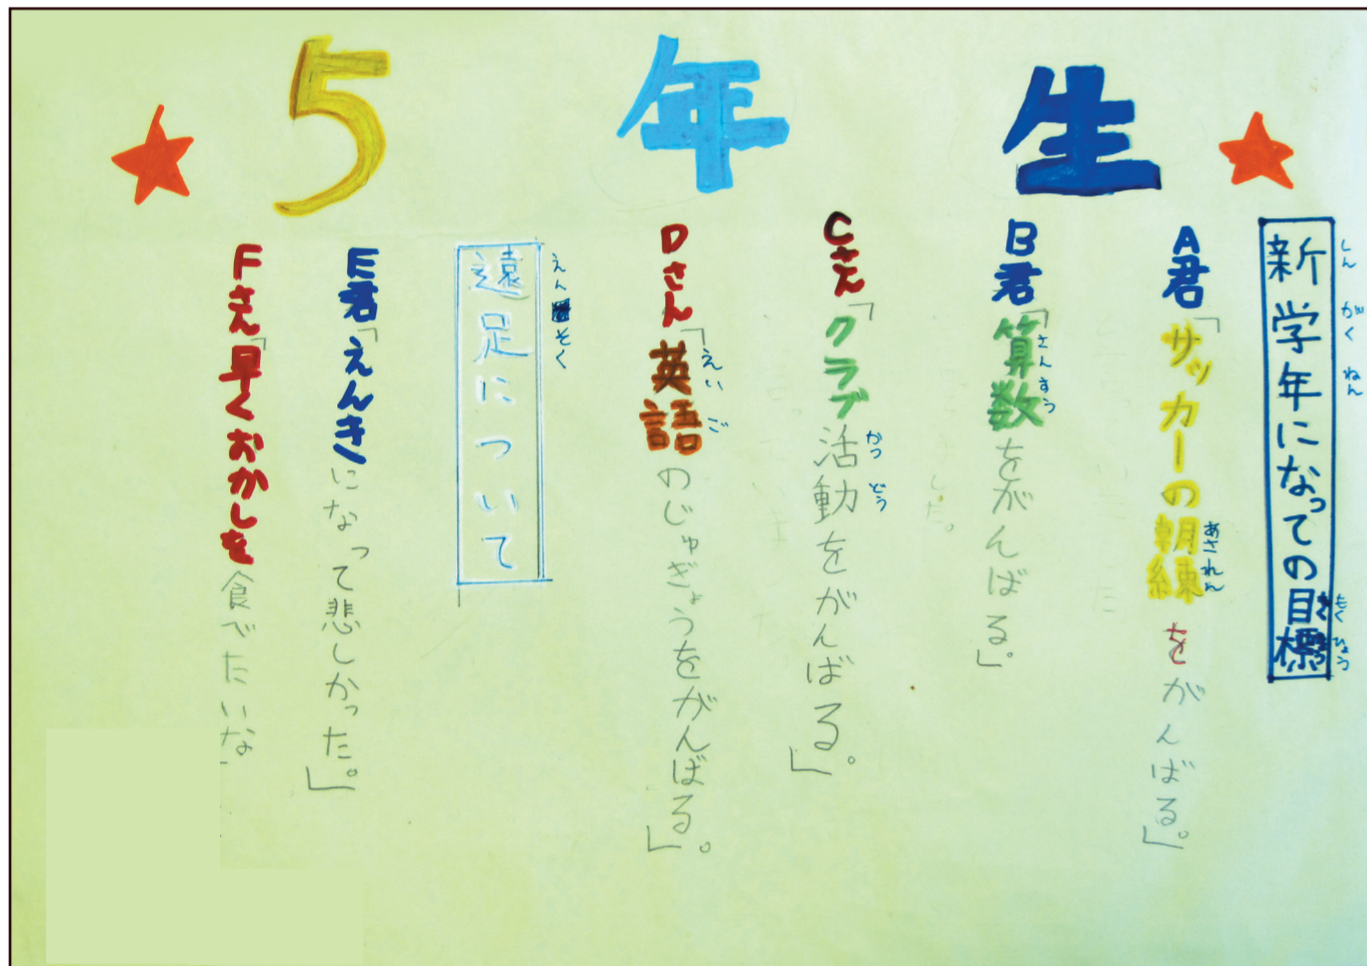 5年生
新学年になっての目標
しんがくねん
もくひょう
A君「サッカーの朝練をがんばる。」
あされん
B君「算数をがんばる。」
さんすう
Cさん「クラブ活動をがんばる。」
かつどう
Dさん「英語のじゅぎょうをがんばる」。
えいご
遠足について
えんそく
E君「えんきになって悲しかった。」
Fさん「早くおかしを食べたいな